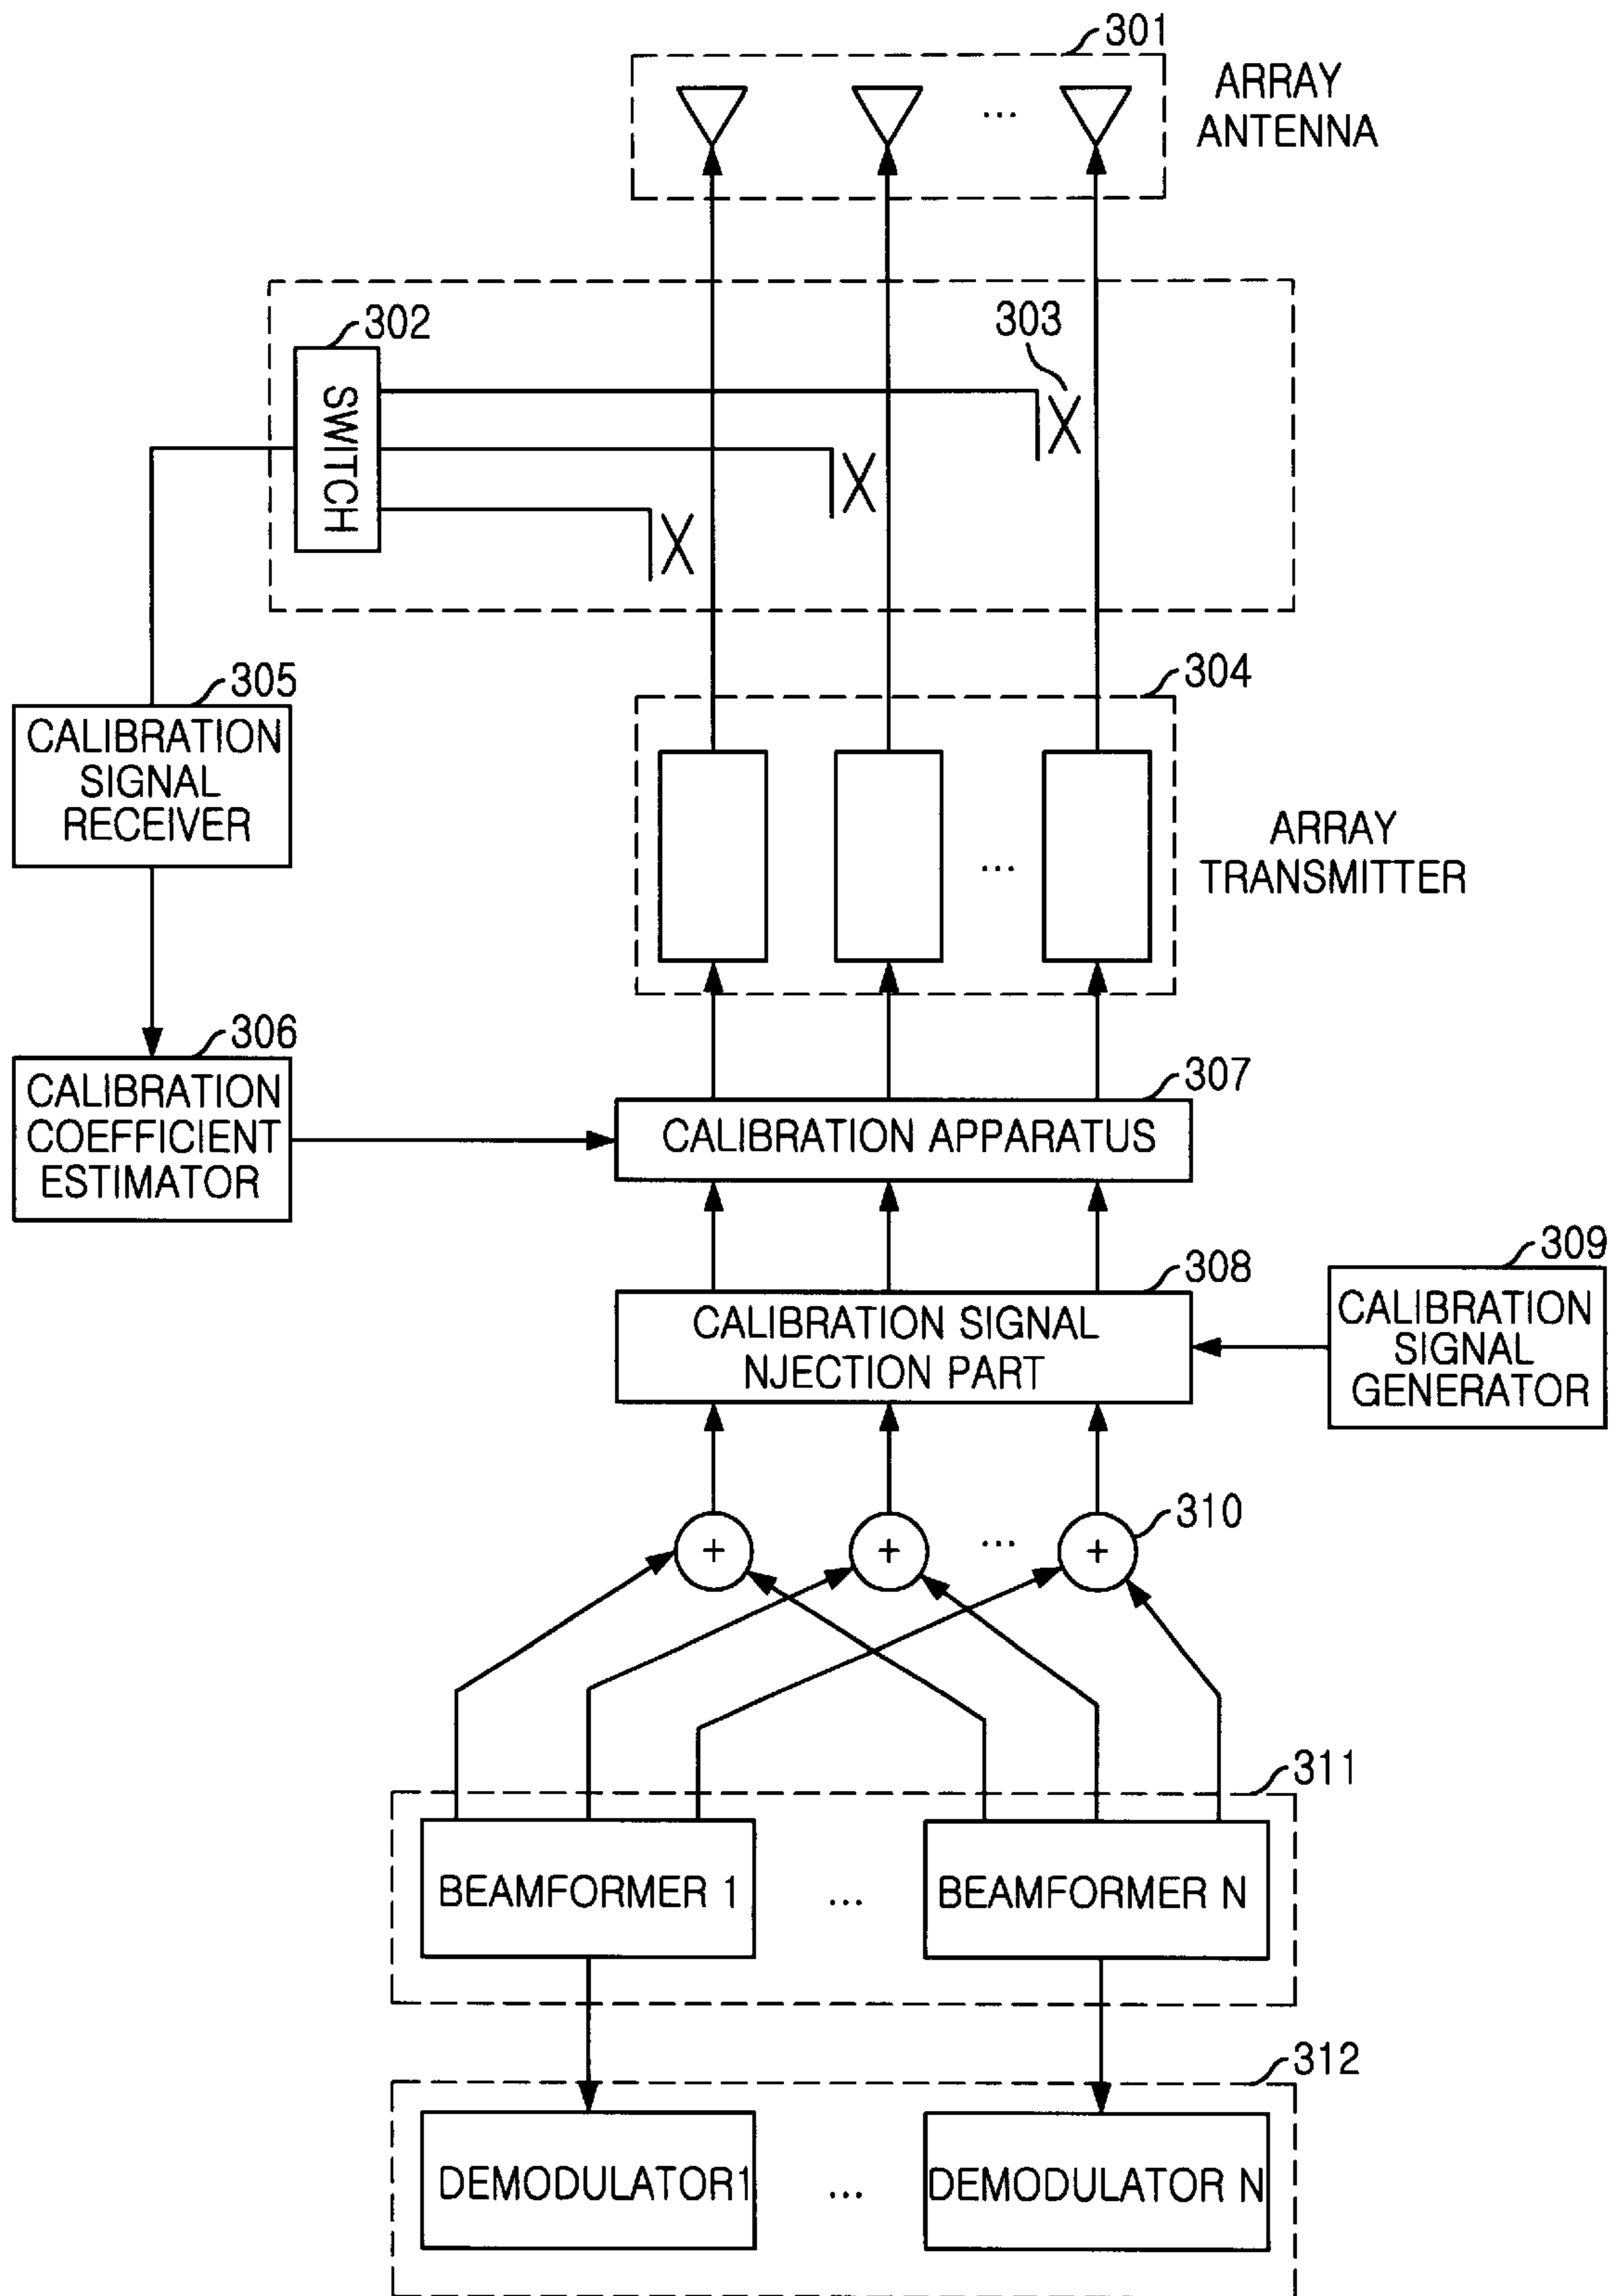 301
ARRAY
ANTENNA
...
302
303
SWITCH
304
305
CALIBRATION
SIGNAL
RECEIVER
ARRAY
TRANSMITTER
...
306
CALIBRATION
COEFFICIENT
ESTIMATOR
307
CALIBRATION APPARATUS
308
309
CALIBRATION SIGNAL
NJECTION PART
CALIBRATION
SIGNAL
GENERATOR
310
+
+
...
+
311
BEAMFORMER 1
...
BEAMFORMER N
312
DEMODULATOR1
...
DEMODULATOR N